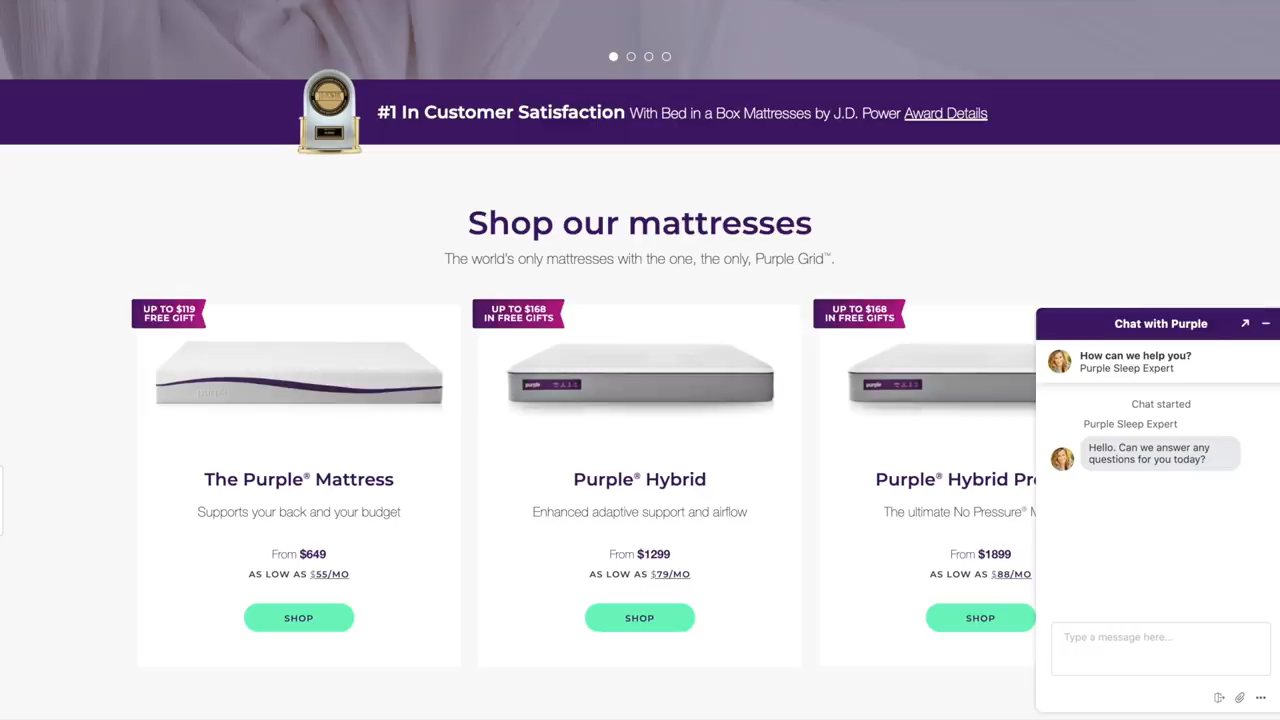 #1 In Customer Satisfaction With Bed in a Box Mattresses by J.D. Power Award Details
Shop our mattresses
The world's only mattresses with the one, the only, Purple Grid™.
UP TO $119
FREE GIFT
The Purple® Mattress
Supports your back and your budget
From $649
AS LOW AS $55/MO
SHOP
UP TO $168
IN FREE GIFTS
purple
Purple® Hybrid
Enhanced adaptive support and airflow
From $1299
AS LOW AS $79/MO
SHOP
UP TO $168
IN FREE GIFTS
purple
Purple® Hybrid Pr
The ultimate No Pressure® M
From $1899
AS LOW AS $88/MO
SHOP
Chat with Purple
How can we help you?
Purple Sleep Expert
Chat started
Purple Sleep Expert
Hello. Can we answer any
questions for you today?
Type a message here...